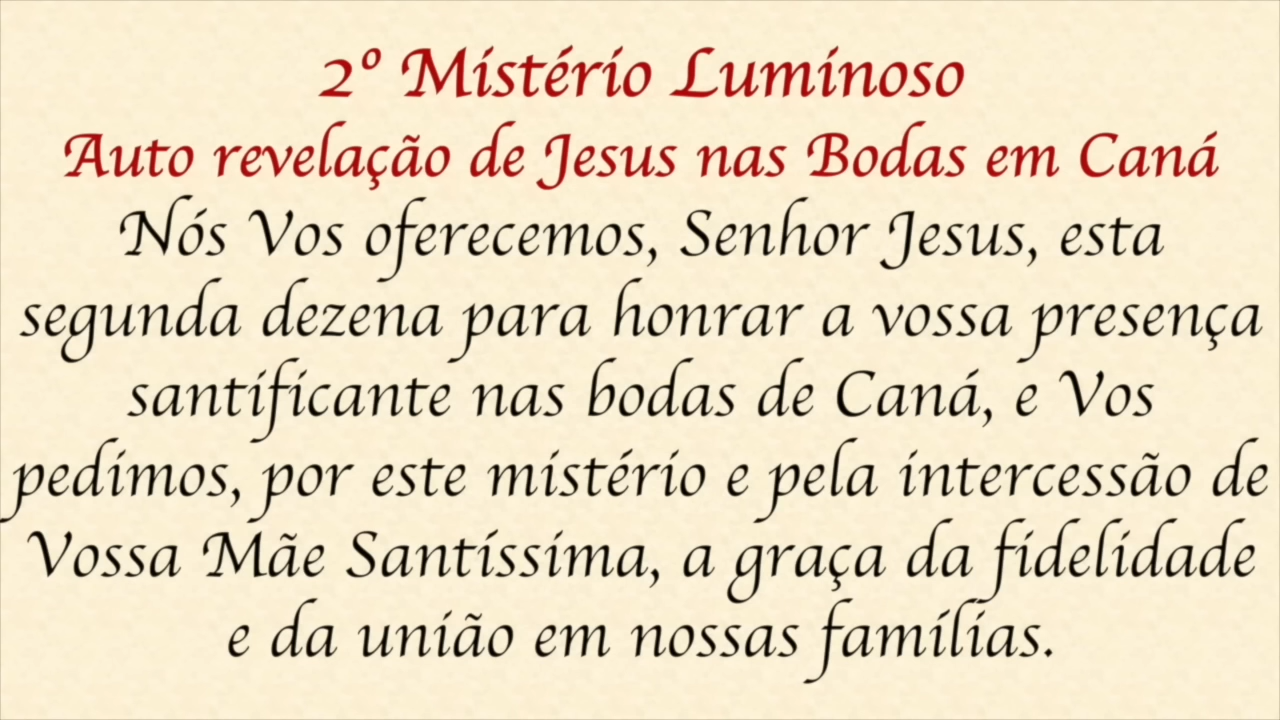 2º Mistério Luminoso
Auto revelação de Jesus nas Bodas em Caná
Nós Vos oferecemos, Senhor Jesus, esta
segunda dezena para honrar a vossa presença
santificante nas bodas de Caná, e Vos
pedimos, por este mistério e pela intercessão de
Vossa Mãe Santíssima, a graça da fidelidade
e da união em nossas famílias.